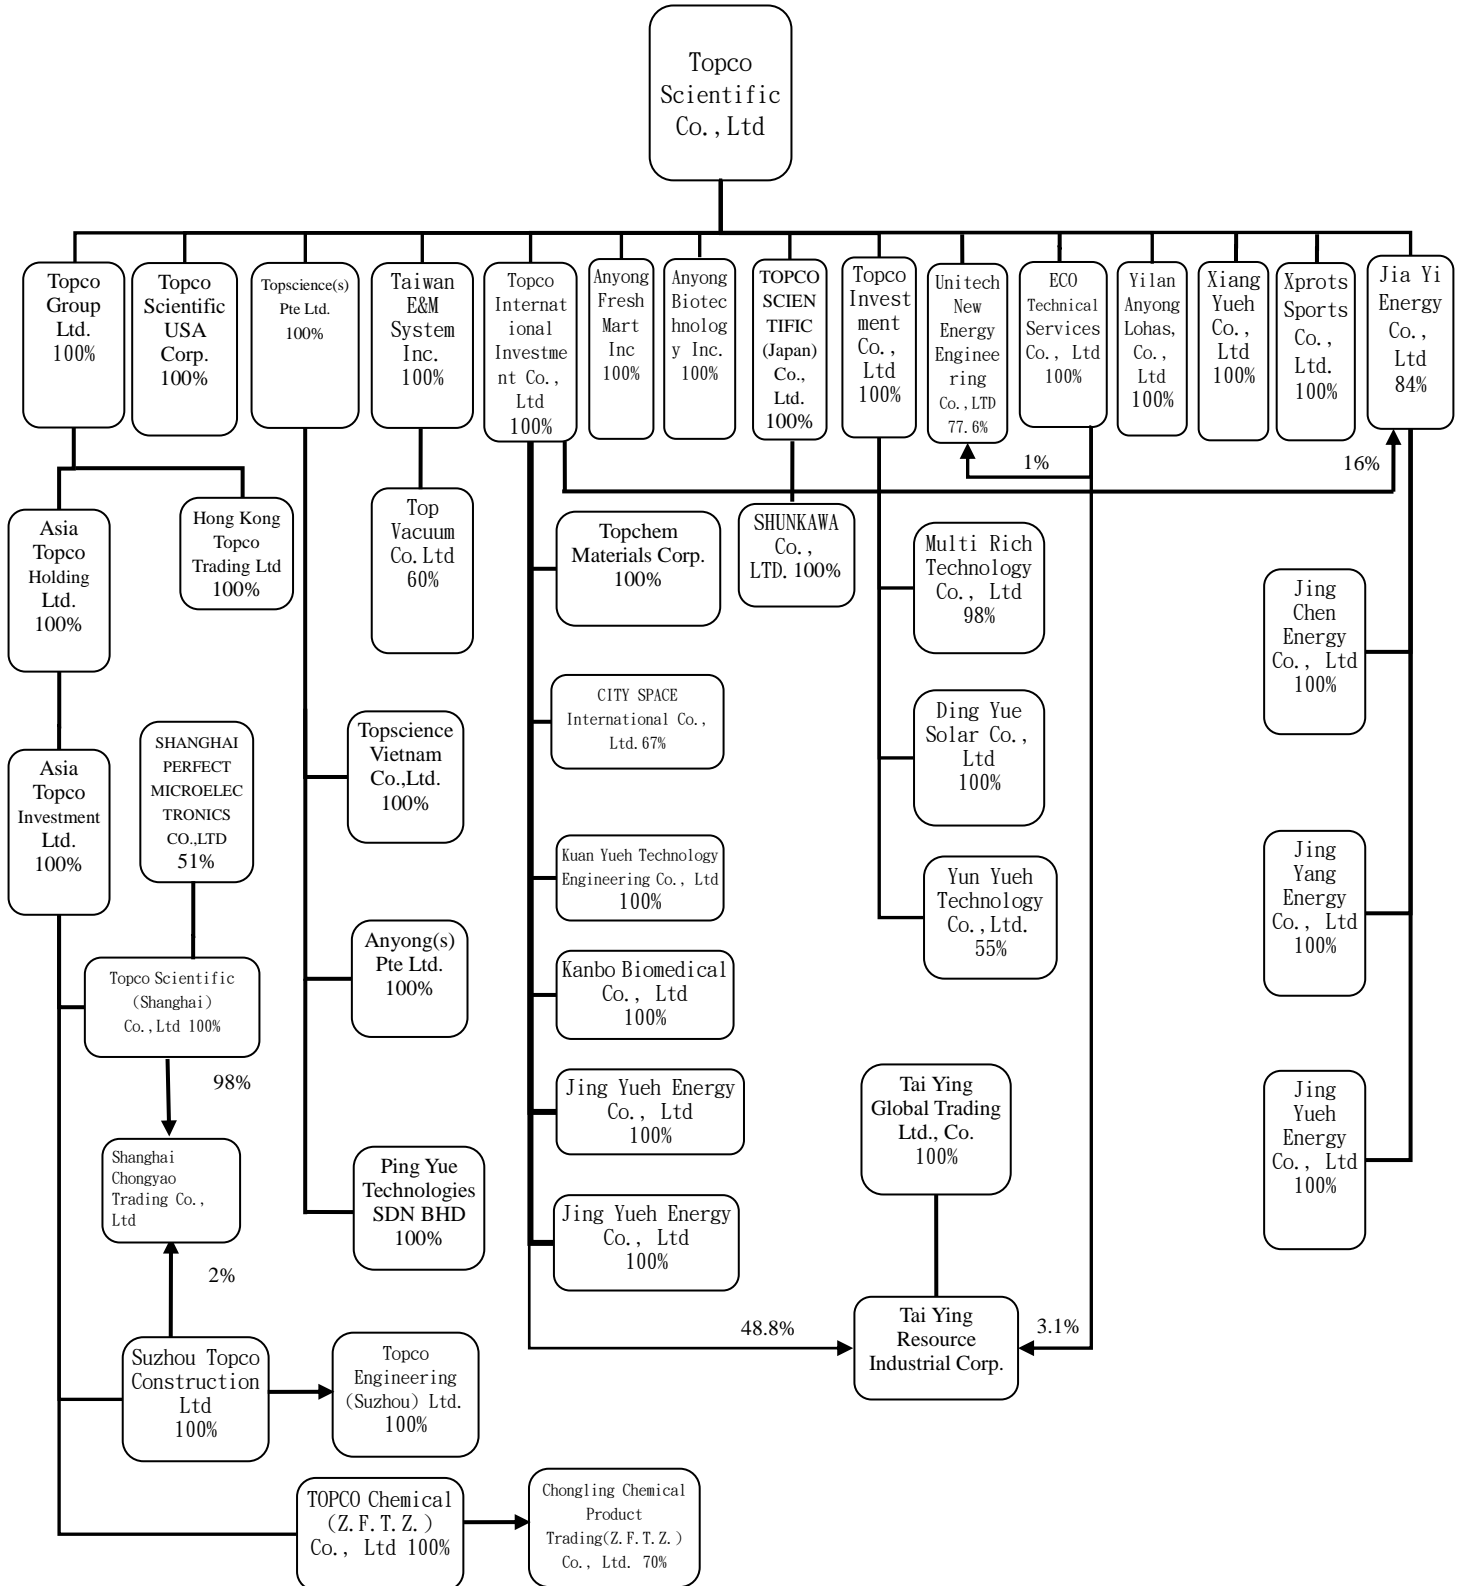 Topco
Scientific
Co.,Ltd
Topco
Group
Ltd.
100%
Topco
Scientific
USA
Corp.
100%
Topscience(s)
Pte Ltd.
100%
Taiwan
E&M
System
Inc.
100%
Topco
Internat
ional
Investme
nt Co.,
Ltd
100%
Anyong
Fresh
Mart
Inc
100%
Anyong
Biotec
hnolog
y Inc.
100%
TOPCO
SCIEN
TIFIC
(Japan)
Co.,
Ltd.
100%
Topco
Invest
ment
Co.,
Ltd
100%
Unitech
New
Energy
Enginee
ring
Co.,LTD
77.6%
ECO
Technical
Services
Co., Ltd
100%
Yilan
Anyong
Lohas,
Co.,
Ltd
100%
Xiang
Yueh
Co.,
Ltd
100%
Xprots
Sports
Co.,
Ltd.
100%
Jia Yi
Energy
Co.,
Ltd
84%
1%
16%
Asia
Topco
Holding
Ltd.
100%
Hong Kong
Topco
Trading Ltd
100%
Top
Vacuum
Co.Ltd
60%
Topchem
Materials Corp.
100%
SHUNKAWA
Co.,
LTD. 100%
Multi Rich
Technology
Co., Ltd
98%
Jing
Chen
Energy
Co., Ltd
100%
CITY SPACE
International Co.,
Ltd.67%
Ding Yue
Solar Co.,
Ltd
100%
Asia
Topco
Investment
Ltd.
100%
SHANGHAI
PERFECT
MICROELEC
TRONICS
CO.,LTD
51%
Topscience
Vietnam
Co.,Ltd.
100%
Kuan Yueh Technology
Engineering Co., Ltd
100%
Yun Yueh
Technology
Co.,Ltd.
55%
Jing
Yang
Energy
Co., Ltd
100%
Topco Scientific
(Shanghai)
Co.,Ltd 100%
Anyong(s)
Pte Ltd.
100%
Kanbo Biomedical
Co., Ltd
100%
98%
Jing Yueh Energy
Co., Ltd
100%
Tai Ying
Global Trading
Ltd., Co.
100%
Jing
Yueh
Energy
Co., Ltd
100%
Shanghai
Chongyao
Trading Co.,
Ltd
Ping Yue
Technologies
SDN BHD
100%
Jing Yueh Energy
Co., Ltd
100%
2%
48.8%
Tai Ying
Resource
Industrial Corp.
3.1%
Suzhou Topco
Construction
Ltd
100%
Topco
Engineering
(Suzhou) Ltd.
100%
TOPCO Chemical
(Z.F.T.Z.)
Co., Ltd 100%
Chongling Chemical
Product
Trading(Z.F.T.Z.)
Co., Ltd. 70%